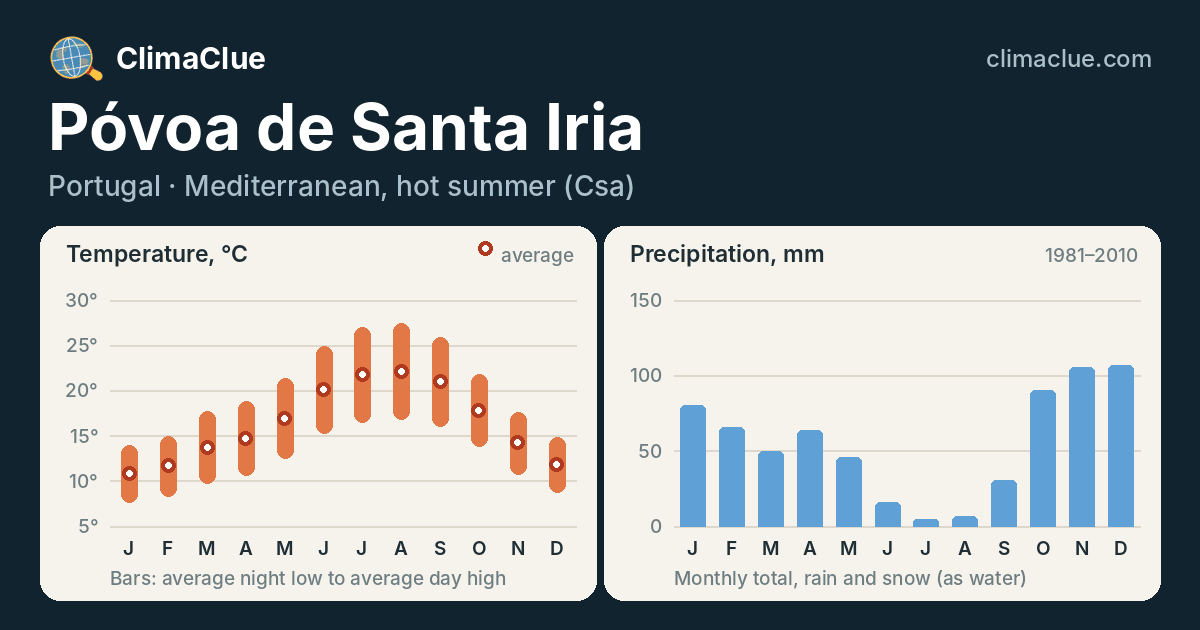 ClimaClue
climaclue.com
Póvoa de Santa Iria
Portugal · Mediterranean, hot summer (Csa)
Temperature, °C
average
30°
25°
20°
15°
10°
5°
J F M A M J J A S O N D
Bars: average night low to average day high
Precipitation, mm
1981–2010
150
100
50
0
J F M A M J J A S O N D
Monthly total, rain and snow (as water)